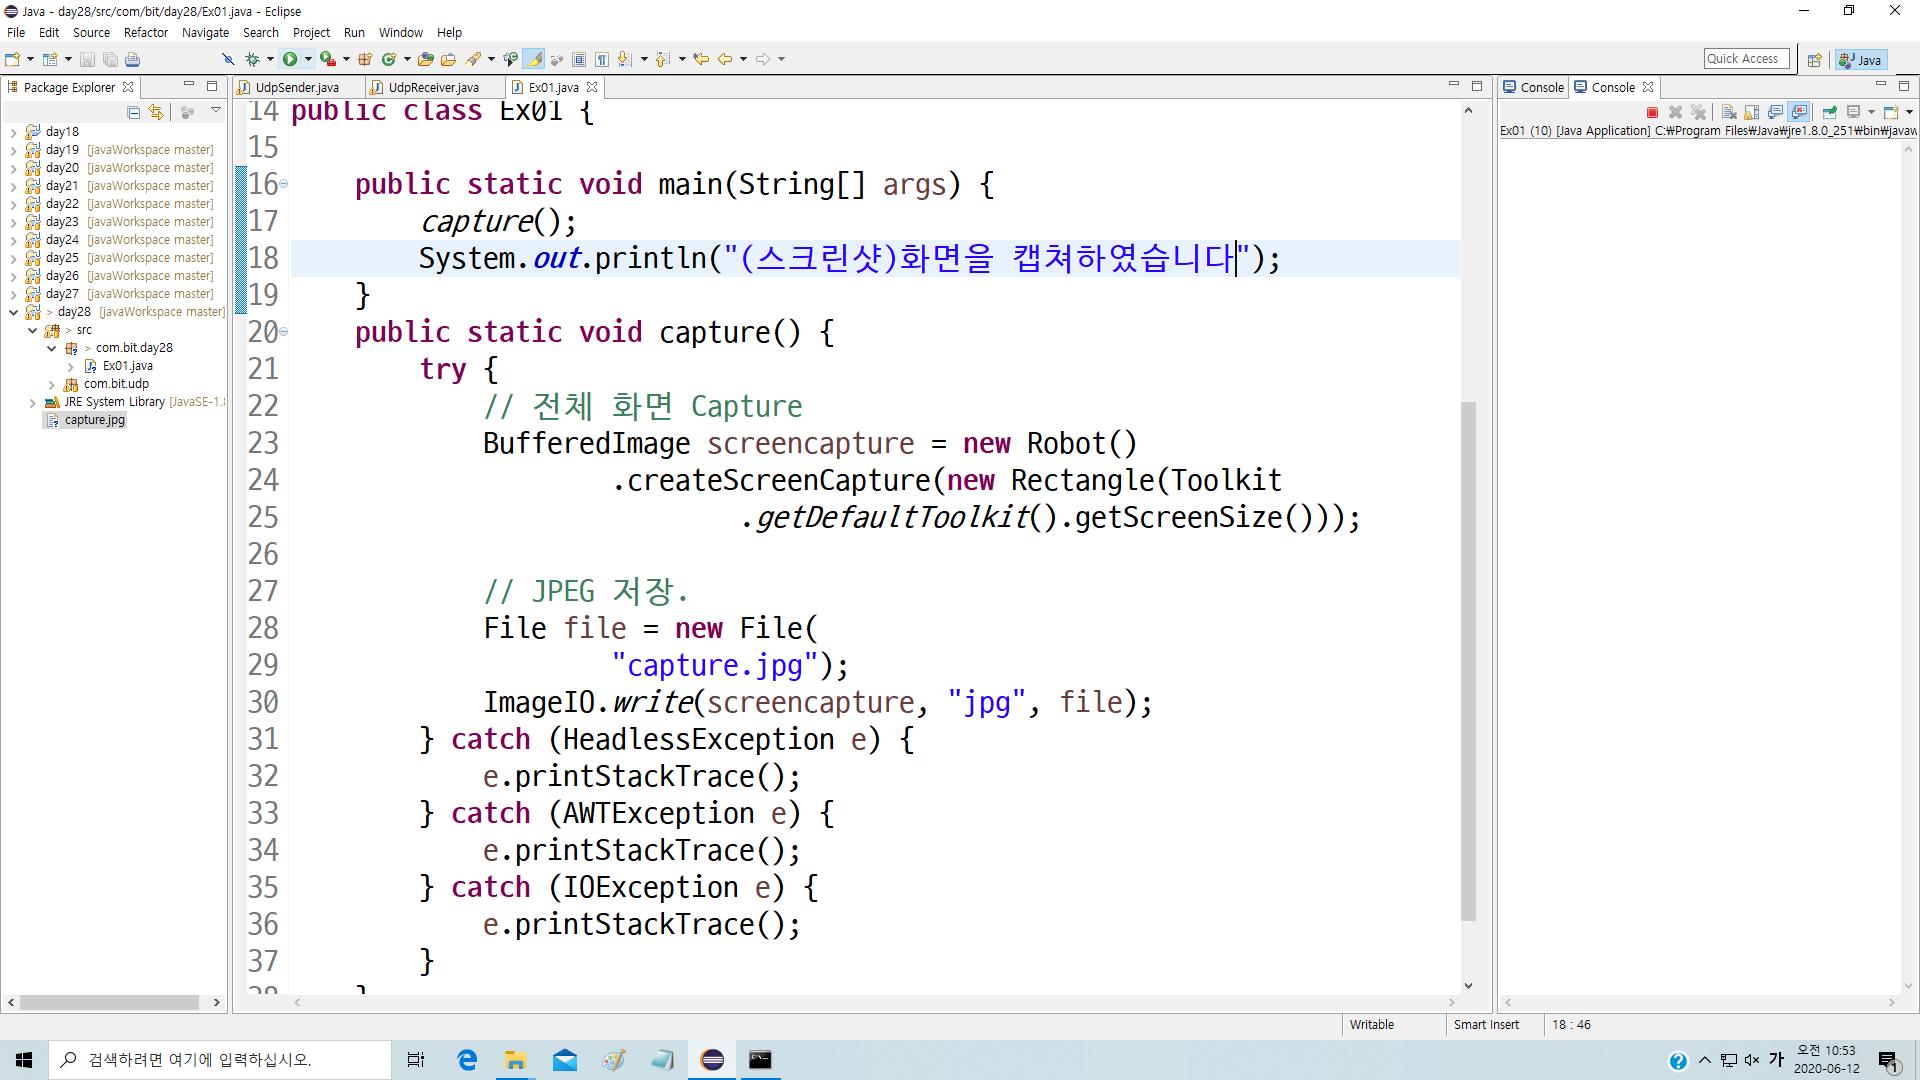 Java - day28/src/com/bit/day28/Ex01.java - Eclipse
File Edit Source Refactor Navigate Search Project Run Window Help
Quick Access
Java
Package Explorer
day18
day19 [javaWorkspace master]
day20 [javaWorkspace master]
day21 [javaWorkspace master]
day22 [javaWorkspace master]
day23 [javaWorkspace master]
day24 [javaWorkspace master]
day25 [javaWorkspace master]
day26 [javaWorkspace master]
day27 [javaWorkspace master]
> day28 [javaWorkspace master]
> src
> com.bit.day28
Ex01.java
com.bit.udp
JRE System Library [JavaSE-1.8
capture.jpg
UdpSender.java UdpReceiver.java Ex01.java
14 public class Ex01 {
15
16 public static void main(String[] args) {
17 capture();
18 System.out.println("(스크린샷)화면을 캡쳐하였습니다");
19 }
20 public static void capture() {
21 try {
22 // 전체 화면 Capture
23 BufferedImage screencapture = new Robot()
24 .createScreenCapture(new Rectangle(Toolkit
25 .getDefaultToolkit().getScreenSize()));
26
27 // JPEG 저장.
28 File file = new File(
29 "capture.jpg");
30 ImageIO.write(screencapture, "jpg", file);
31 } catch (HeadlessException e) {
32 e.printStackTrace();
33 } catch (AWTException e) {
34 e.printStackTrace();
35 } catch (IOException e) {
36 e.printStackTrace();
37 }
38 }
Console Console
Ex01 (10) [Java Application] C:￦Program Files￦Java￦jre1.8.0_251￦bin￦javaw
Writable Smart Insert 18 : 46
검색하려면 여기에 입력하십시오.
가
오전 10:53
2020-06-12
1